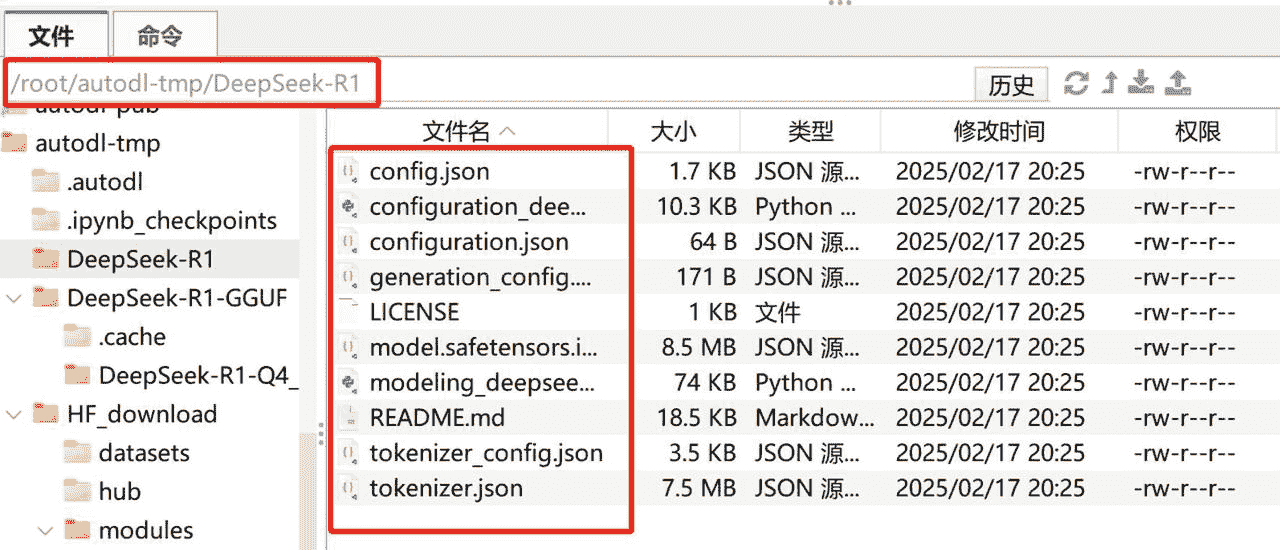 文件 命令
/root/autodl-tmp/DeepSeek-R1 历史
autodl-pub
autodl-tmp
.autodl
.ipynb_checkpoints
DeepSeek-R1
DeepSeek-R1-GGUF
.cache
DeepSeek-R1-Q4_
HF_download
datasets
hub
modules
文件名 大小 类型 修改时间 权限
config.json 1.7 KB JSON 源... 2025/02/17 20:25 -rw-r--r--
configuration_dee... 10.3 KB Python ... 2025/02/17 20:25 -rw-r--r--
configuration.json 64 B JSON 源... 2025/02/17 20:25 -rw-r--r--
generation_config.... 171 B JSON 源... 2025/02/17 20:25 -rw-r--r--
LICENSE 1 KB 文件 2025/02/17 20:25 -rw-r--r--
model.safetensors.i... 8.5 MB JSON 源... 2025/02/17 20:25 -rw-r--r--
modeling_deepsee... 74 KB Python ... 2025/02/17 20:25 -rw-r--r--
README.md 18.5 KB Markdow... 2025/02/17 20:25 -rw-r--r--
tokenizer_config.json 3.5 KB JSON 源... 2025/02/17 20:25 -rw-r--r--
tokenizer.json 7.5 MB JSON 源... 2025/02/17 20:25 -rw-r--r--